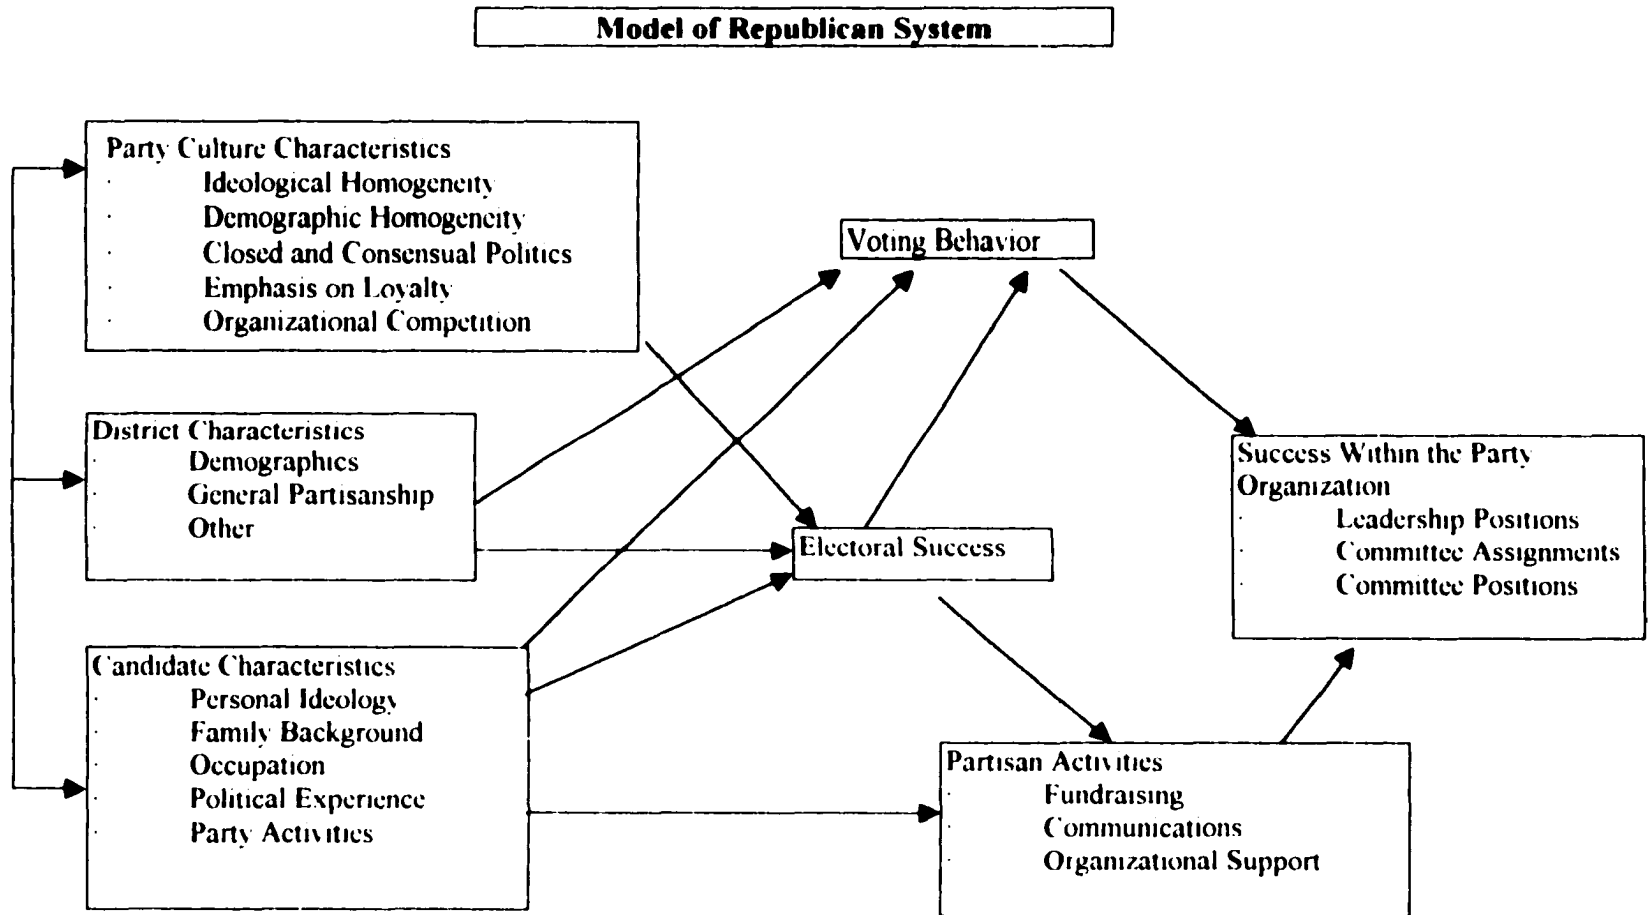 Model of Republican System
Party Culture Characteristics
Ideological Homogeneity
Demographic Homogeneity
Closed and Consensual Politics
Emphasis on Loyalty
Organizational Competition
Voting Behavior
District Characteristics
Demographics
General Partisanship
Other
Success Within the Party
Organization
Leadership Positions
Committee Assignments
Committee Positions
Electoral Success
Candidate Characteristics
Personal Ideology
Family Background
Occupation
Political Experience
Party Activities
Partisan Activities
Fundraising
Communications
Organizational Support